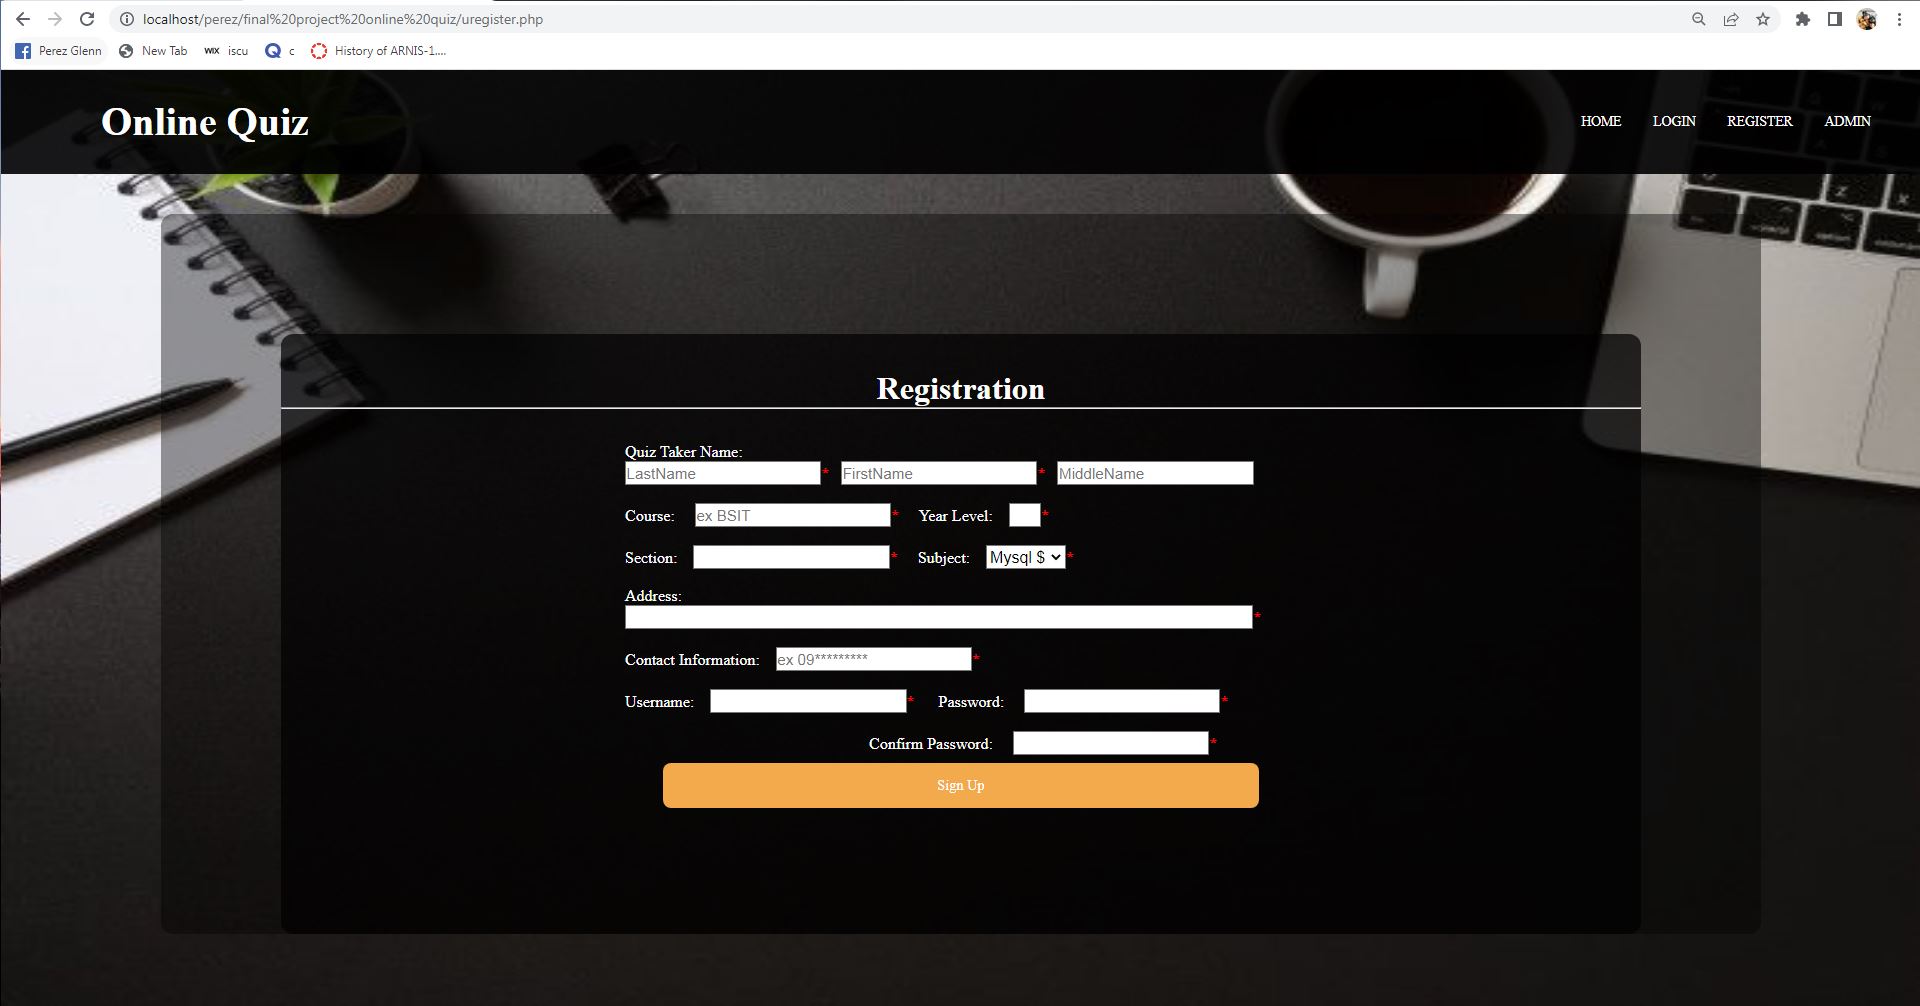 localhost/perez/final%20project%20online%20quiz/uregister.php
Perez Glenn New Tab WIX iscu Q c History of ARNIS-1....
Online Quiz
HOME LOGIN REGISTER ADMIN
Registration
Quiz Taker Name:
LastName * FirstName * MiddleName
Course: ex BSIT * Year Level: *
Section: * Subject: Mysql $ *
Address:
*
Contact Information: ex 09********* *
Username: * Password: *
Confirm Password: *
Sign Up